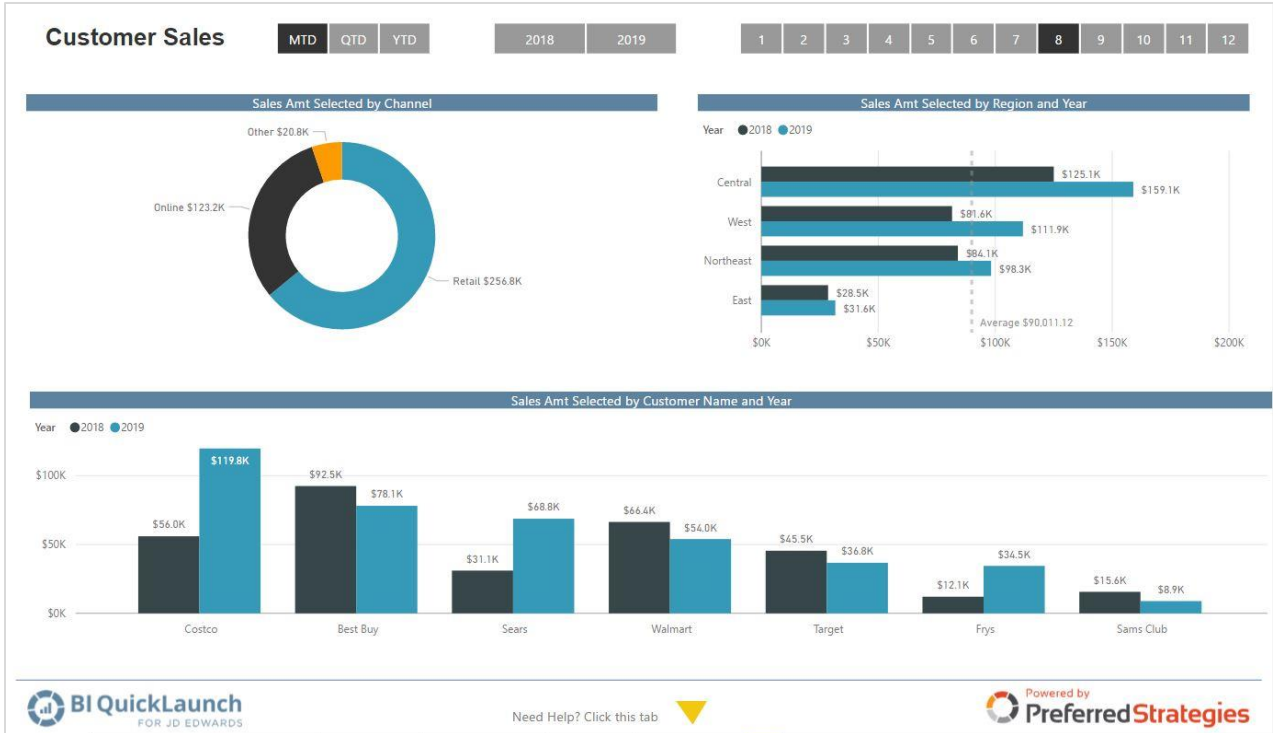 Customer Sales
MTD QTD YTD
2018 2019
1 2 3 4 5 6 7 8 9 10 11 12
Sales Amt Selected by Channel
Other $20.8K
Online $123.2K
Retail $256.8K
Sales Amt Selected by Region and Year
Year 2018 2019
Central
$125.1K
$159.1K
West
$81.6K
$111.9K
Northeast
$84.1K
$98.3K
East
$28.5K
$31.6K
Average $90,011.12
$0K $50K $100K $150K $200K
Sales Amt Selected by Customer Name and Year
Year 2018 2019
$100K
$50K
$0K
$56.0K
$119.8K
$92.5K
$78.1K
$31.1K
$68.8K
$66.4K
$54.0K
$45.5K
$36.8K
$12.1K
$34.5K
$15.6K
$8.9K
Costco Best Buy Sears Walmart Target Frys Sams Club
BI QuickLaunch
FOR JD EDWARDS
Need Help? Click this tab
Powered by
Preferred Strategies